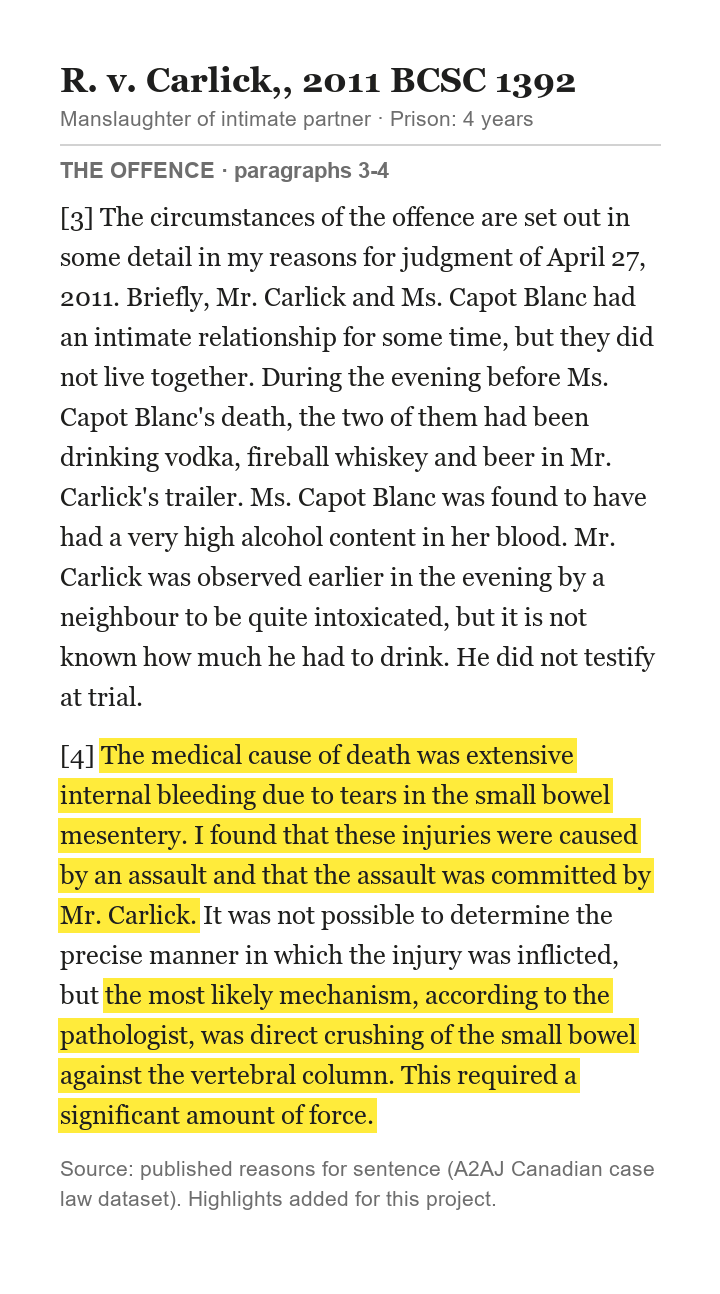 R. v. Carlick,, 2011 BCSC 1392
Manslaughter of intimate partner · Prison: 4 years
THE OFFENCE · paragraphs 3-4
[3] The circumstances of the offence are set out in
some detail in my reasons for judgment of April 27,
2011. Briefly, Mr. Carlick and Ms. Capot Blanc had
an intimate relationship for some time, but they did
not live together. During the evening before Ms.
Capot Blanc's death, the two of them had been
drinking vodka, fireball whiskey and beer in Mr.
Carlick's trailer. Ms. Capot Blanc was found to have
had a very high alcohol content in her blood. Mr.
Carlick was observed earlier in the evening by a
neighbour to be quite intoxicated, but it is not
known how much he had to drink. He did not testify
at trial.
[4] The medical cause of death was extensive
internal bleeding due to tears in the small bowel
mesentery. I found that these injuries were caused
by an assault and that the assault was committed by
Mr. Carlick. It was not possible to determine the
precise manner in which the injury was inflicted,
but the most likely mechanism, according to the
pathologist, was direct crushing of the small bowel
against the vertebral column. This required a
significant amount of force.
Source: published reasons for sentence (A2AJ Canadian case
law dataset). Highlights added for this project.